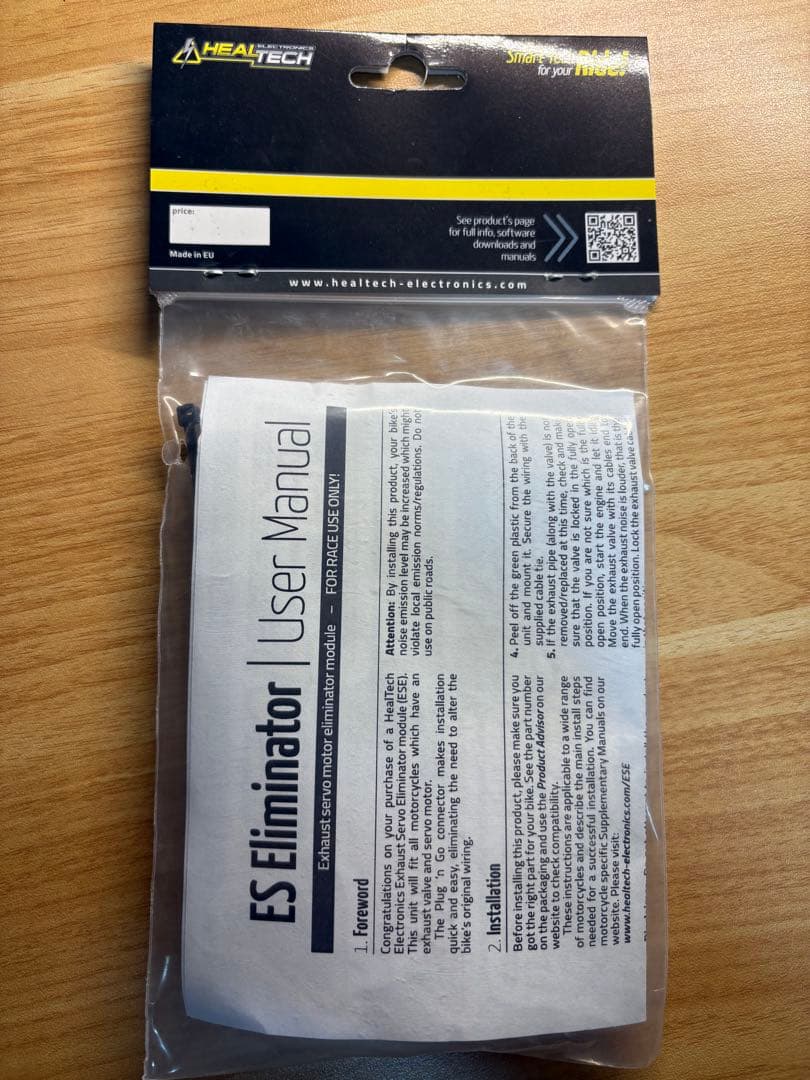 HEALTECH
ELECTRONICS
for your Ride!
price:
Made in EU
See product's page
for full info, software
downloads and
manuals
www.healtech-electronics.com
ES Eliminator | User Manual
Exhaust servo motor eliminator module – FOR RACE USE ONLY!
1. Foreword
Congratulations on your purchase of a HealTech
Electronics Exhaust Servo Eliminator module (ESE).
This unit will fit all motorcycles which have an
exhaust valve and servo motor.
The Plug 'n Go connector makes installation
quick and easy, eliminating the need to alter the
bike's original wiring.
Attention: By installing this product, your bike's
noise emission level may be increased which might
violate local emission norms/regulations. Do not
use on public roads.
2. Installation
Before installing this product, please make sure you
got the right part for your bike. See the part number
on the packaging and use the Product Advisor on our
website to check compatibility.
These instructions are applicable to a wide range
of motorcycles and describe the main install steps
needed for a successful installation. You can find
motorcycle specific Supplementary Manuals on our
website. Please visit:
www.healtech-electronics.com/ESE
4. Peel off the green plastic from the back of the
unit and mount it. Secure the wiring with the
supplied cable tie.
5. If the exhaust pipe (along with the valve) is not
removed/replaced at this time, check and make
sure that the valve is locked in the fully open
position. If you are not sure which is the full
open position, start the engine and let it
Move the exhaust valve with its cables end to
end. When the exhaust noise is louder, that is the
fully open position. Lock the exhaust valve